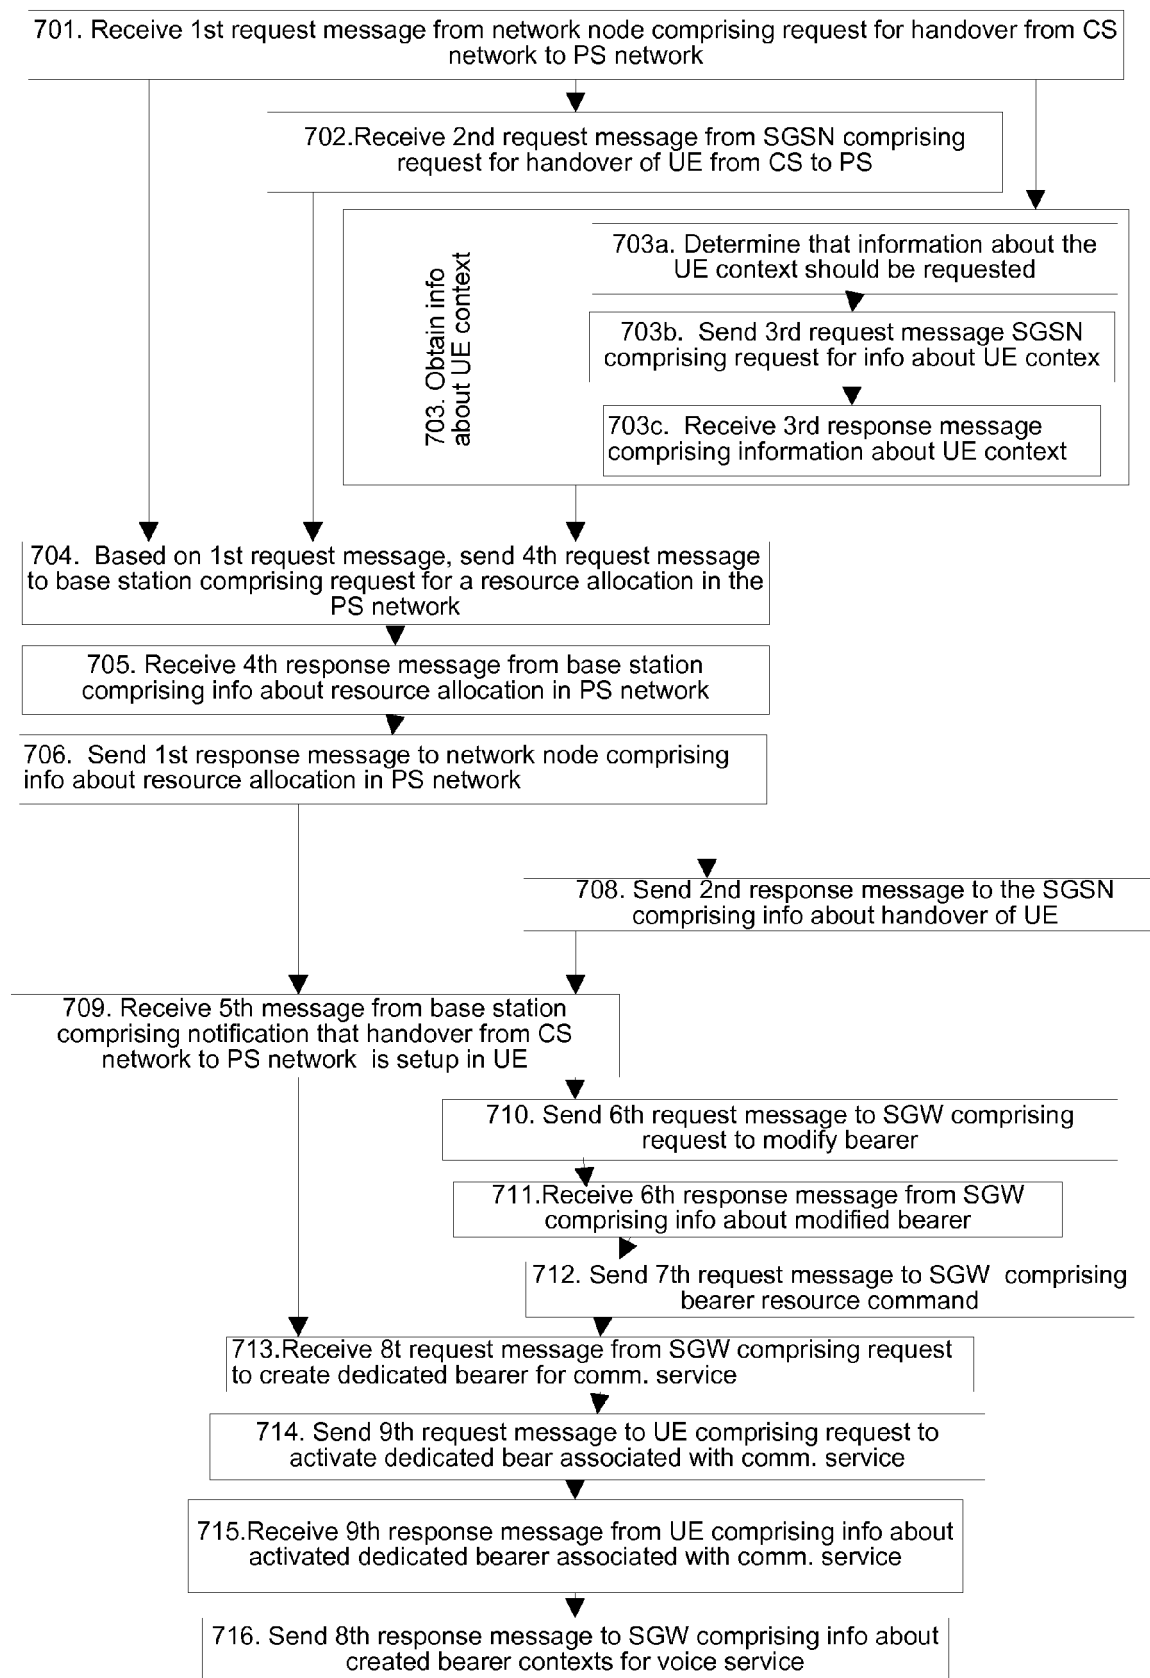 701. Receive 1st request message from network node comprising request for handover from CS
network to PS network
702.Receive 2nd request message from SGSN comprising
request for handover of UE from CS to PS
703. Obtain info
about UE context
703a. Determine that information about the
UE context should be requested
703b. Send 3rd request message SGSN
comprising request for info about UE contex
703c. Receive 3rd response message
comprising information about UE context
704. Based on 1st request message, send 4th request message
to base station comprising request for a resource allocation in the
PS network
705. Receive 4th response message from base station
comprising info about resource allocation in PS network
706. Send 1st response message to network node comprising
info about resource allocation in PS network
708. Send 2nd response message to the SGSN
comprising info about handover of UE
709. Receive 5th message from base station
comprising notification that handover from CS
network to PS network is setup in UE
710. Send 6th request message to SGW comprising
request to modify bearer
711.Receive 6th response message from SGW
comprising info about modified bearer
712. Send 7th request message to SGW comprising
bearer resource command
713.Receive 8t request message from SGW comprising request
to create dedicated bearer for comm. service
714. Send 9th request message to UE comprising request to
activate dedicated bear associated with comm. service
715.Receive 9th response message from UE comprising info about
activated dedicated bearer associated with comm. service
716. Send 8th response message to SGW comprising info about
created bearer contexts for voice service